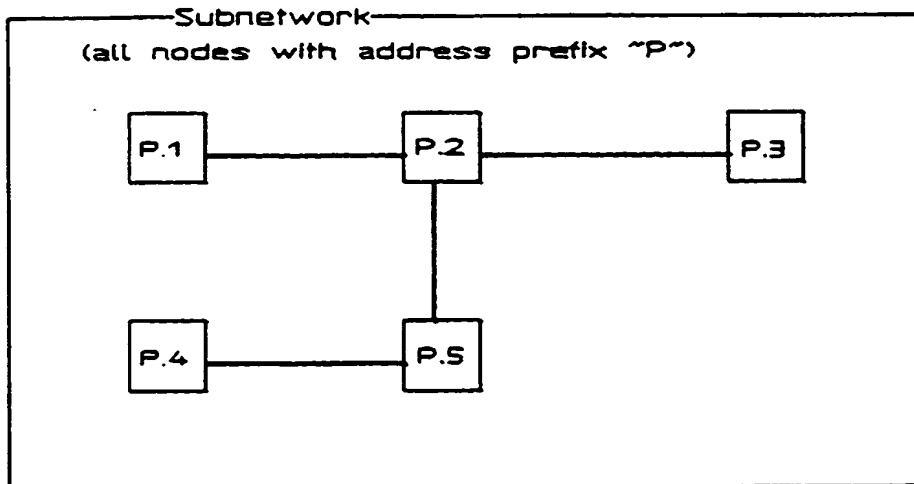 Subnetwork
(all nodes with address prefix ~P~)
P.1
P.2
P.3
P.4
P.5